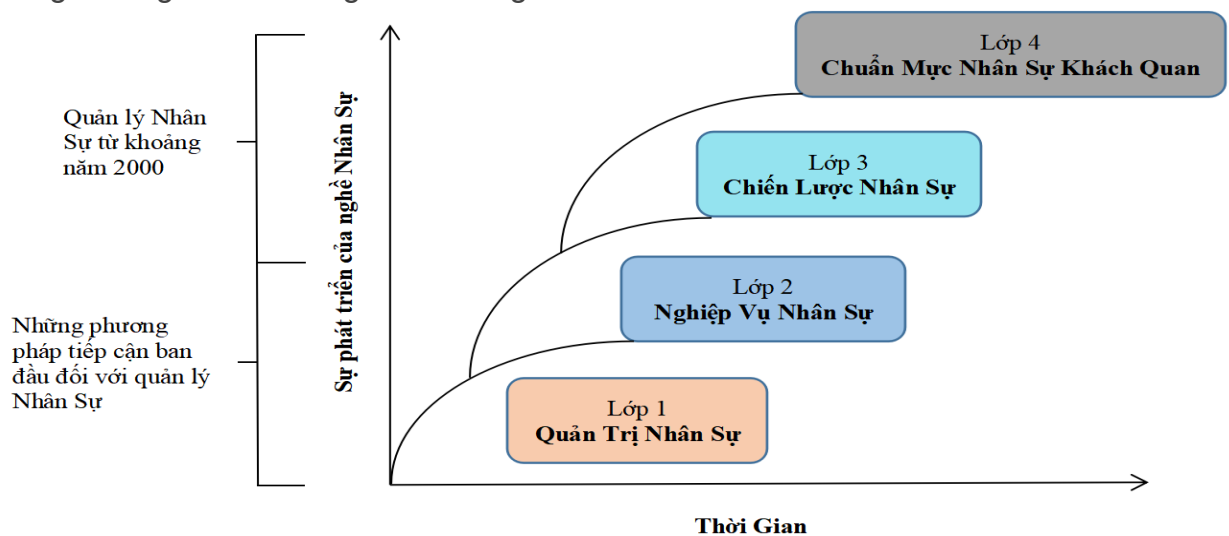 Quản lý Nhân
Sự từ khoảng
năm 2000
Những phương
pháp tiếp cận ban
đầu đối với quản lý
Nhân Sự
Sự phát triển của nghề Nhân Sự
Lớp 4
Chuẩn Mực Nhân Sự Khách Quan
Lớp 3
Chiến Lược Nhân Sự
Lớp 2
Nghiệp Vụ Nhân Sự
Lớp 1
Quản Trị Nhân Sự
Thời Gian